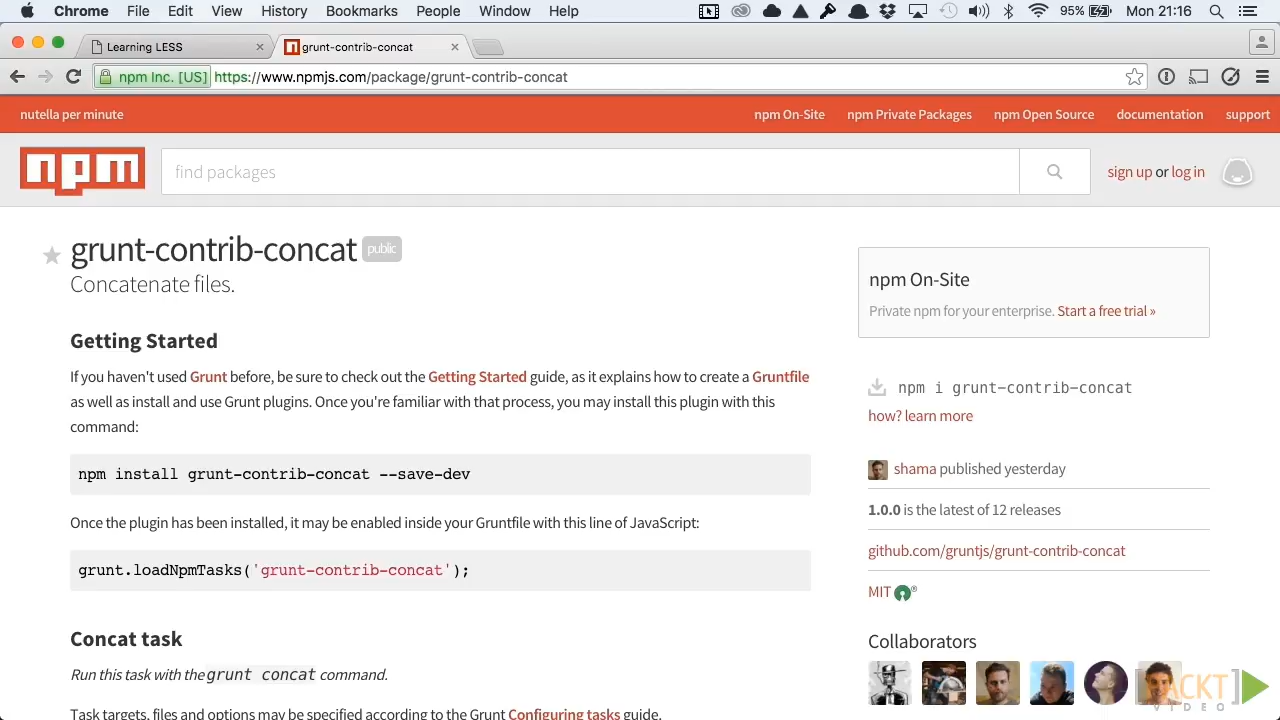 Chrome File Edit View History Bookmarks People Window Help 95% Mon 21:16
Learning LESS × grunt-contrib-concat ×
npm Inc. [US] https://www.npmjs.com/package/grunt-contrib-concat
nutella per minute npm On-Site npm Private Packages npm Open Source documentation support
npm find packages sign up or log in
grunt-contrib-concat public
Concatenate files.
npm On-Site
Private npm for your enterprise. Start a free trial »
Getting Started
If you haven't used Grunt before, be sure to check out the Getting Started guide, as it explains how to create a Gruntfile
as well as install and use Grunt plugins. Once you're familiar with that process, you may install this plugin with this
command:
npm install grunt-contrib-concat --save-dev
Once the plugin has been installed, it may be enabled inside your Gruntfile with this line of JavaScript:
grunt.loadNpmTasks('grunt-contrib-concat');
Concat task
Run this task with the grunt concat command.
Task targets, files and options may be specified according to the Grunt Configuring tasks guide.
npm i grunt-contrib-concat
how? learn more
shama published yesterday
1.0.0 is the latest of 12 releases
github.com/gruntjs/grunt-contrib-concat
MIT
Collaborators
[PACKT]
VIDEO